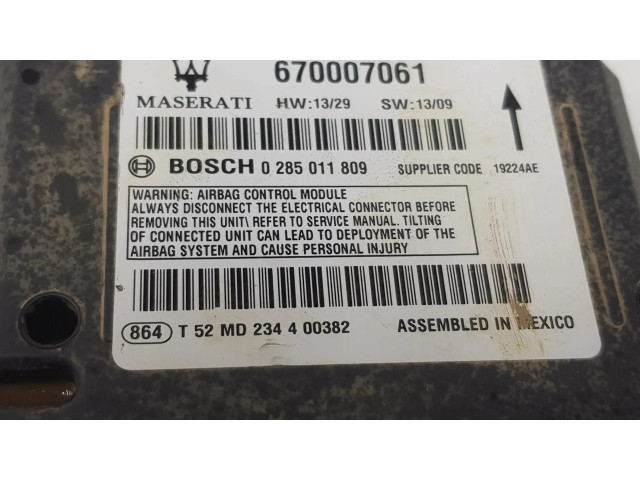 670007061
MASERATI HW:13/29 SW:13/09
BOSCH 0 285 011 809 SUPPLIER CODE 19224AE
WARNING: AIRBAG CONTROL MODULE
ALWAYS DISCONNECT THE ELECTRICAL CONNECTOR BEFORE
REMOVING THIS UNIT\ REFER TO SERVICE MANUAL. TILTING
OF CONNECTED UNIT CAN LEAD TO DEPLOYMENT OF THE
AIRBAG SYSTEM AND CAUSE PERSONAL INJURY
864 T 52 MD 234 4 00382 ASSEMBLED IN MEXICO